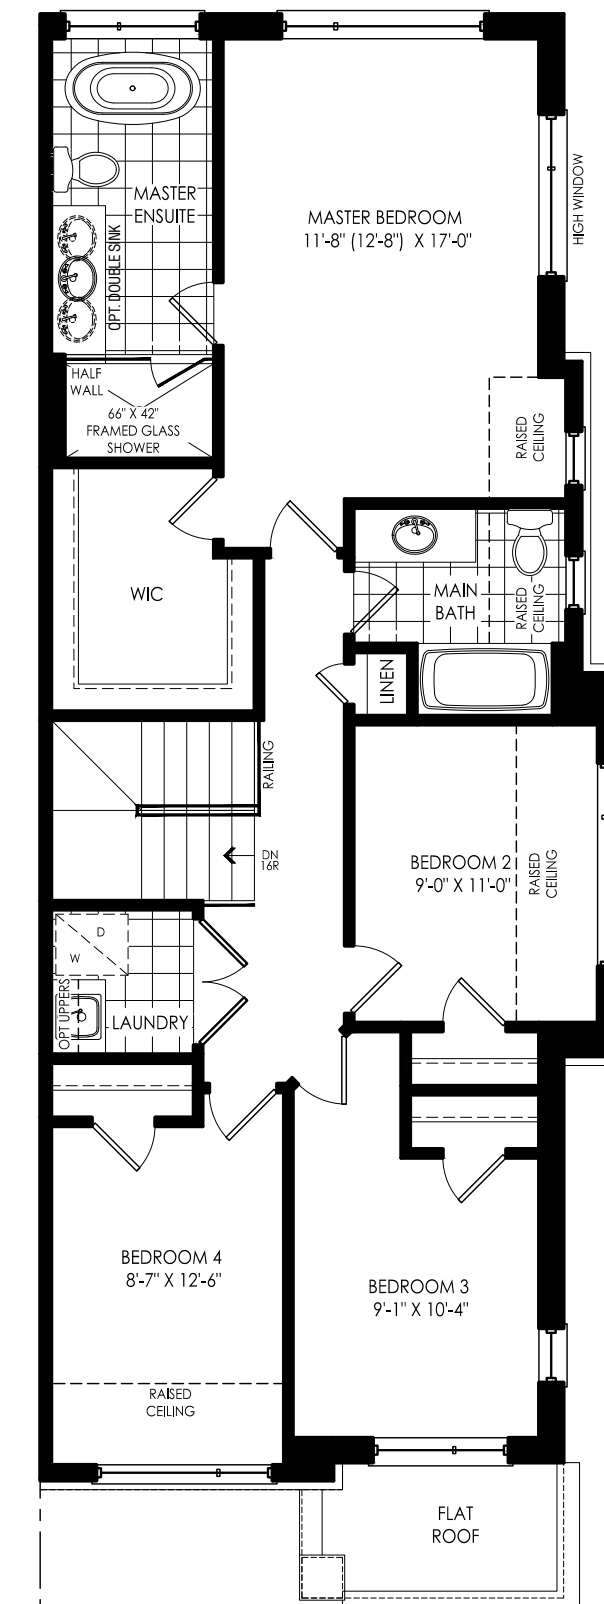 MASTER
ENSUITE
OPT. DOUBLE SINK
MASTER BEDROOM
11'-8" (12'-8") X 17'-0"
HIGH WINDOW
HALF
WALL
66" X 42"
FRAMED GLASS
SHOWER
RAISED
CEILING
WIC
MAIN
BATH
RAISED
CEILING
LINEN
RAILING
DN
16R
BEDROOM 2
9'-0" X 11'-0"
RAISED
CEILING
D
W
OPT UPPERS
LAUNDRY
BEDROOM 4
8'-7" X 12'-6"
BEDROOM 3
9'-1" X 10'-4"
RAISED
CEILING
FLAT
ROOF